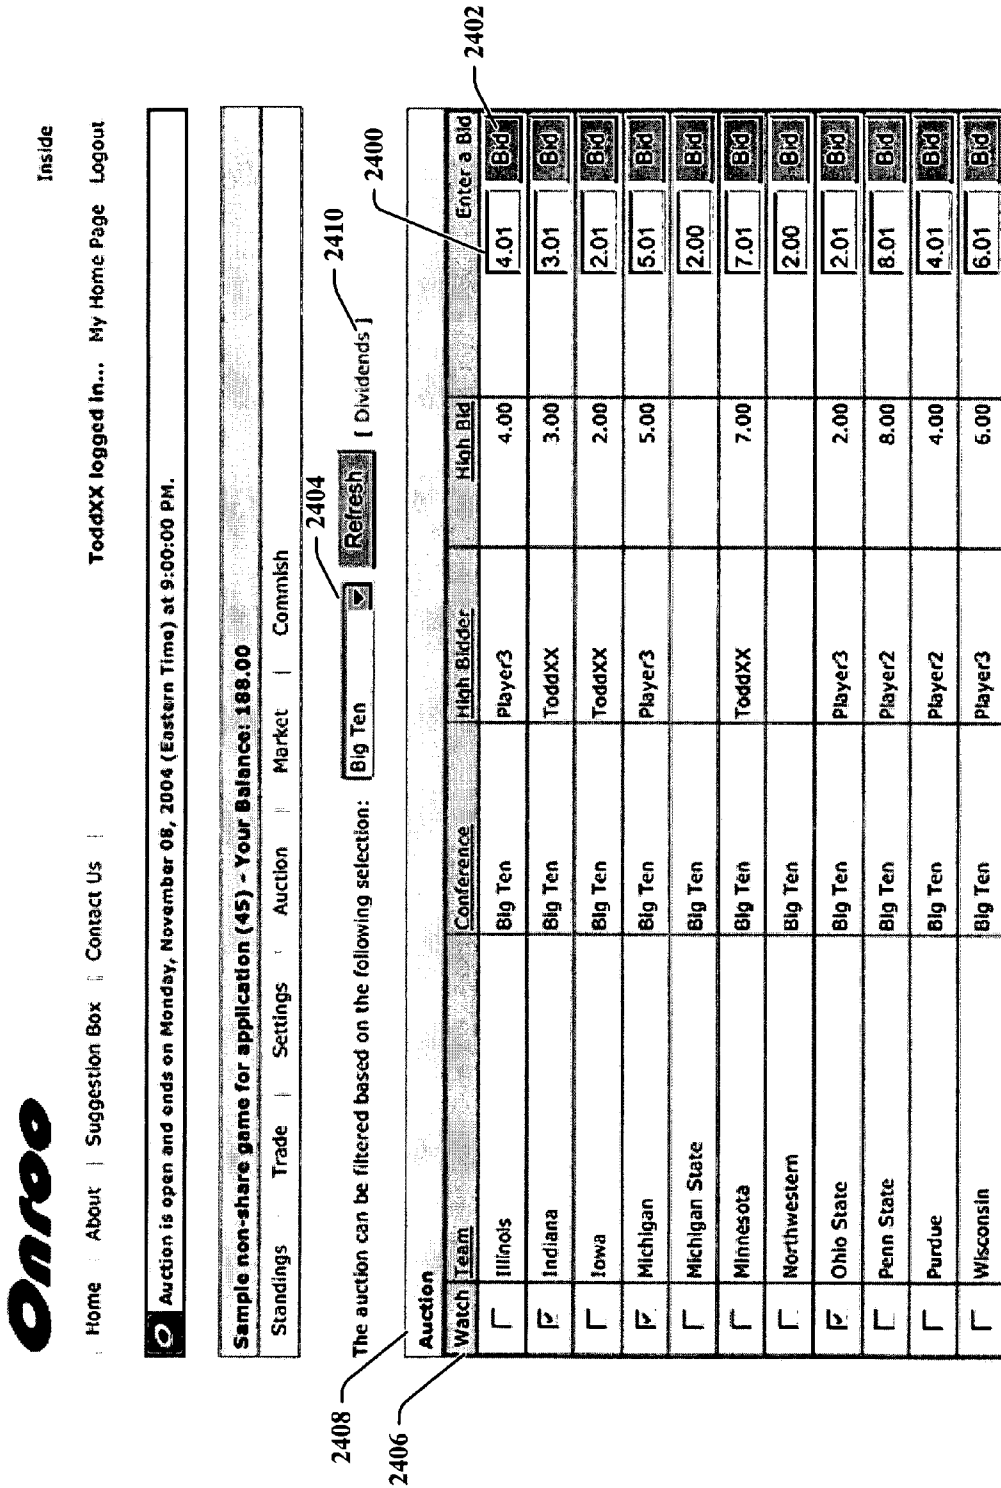 Onroo
Inside
Home | About | Suggestion Box | Contact Us |
ToddXX logged in... My Home Page Logout
Auction is open and ends on Monday, November 08, 2004 (Eastern Time) at 9:00:00 PM.
Sample non-share game for application (45) - Your Balance: 188.00
Standings | Trade | Settings | Auction | Market | Commish
2404
2410
The auction can be filtered based on the following selection: Big Ten Refresh [ Dividends ]
2408
2400
2402
Auction
2406
Watch Team Conference High Bidder High Bid Enter a Bid
Illinois Big Ten Player3 4.00 4.01 Bid
Indiana Big Ten ToddXX 3.00 3.01 Bid
Iowa Big Ten ToddXX 2.00 2.01 Bid
Michigan Big Ten Player3 5.00 5.01 Bid
Michigan State Big Ten 2.00 Bid
Minnesota Big Ten ToddXX 7.00 7.01 Bid
Northwestern Big Ten 2.00 Bid
Ohio State Big Ten Player3 2.00 2.01 Bid
Penn State Big Ten Player2 8.00 8.01 Bid
Purdue Big Ten Player2 4.00 4.01 Bid
Wisconsin Big Ten Player3 6.00 6.01 Bid